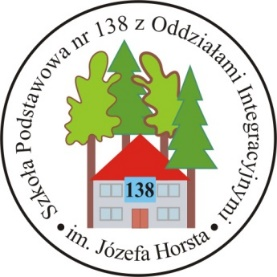 Szkoła Podstawowa nr 138 z Oddziałami Integracyjnymi
im. Józefa Horsta
138